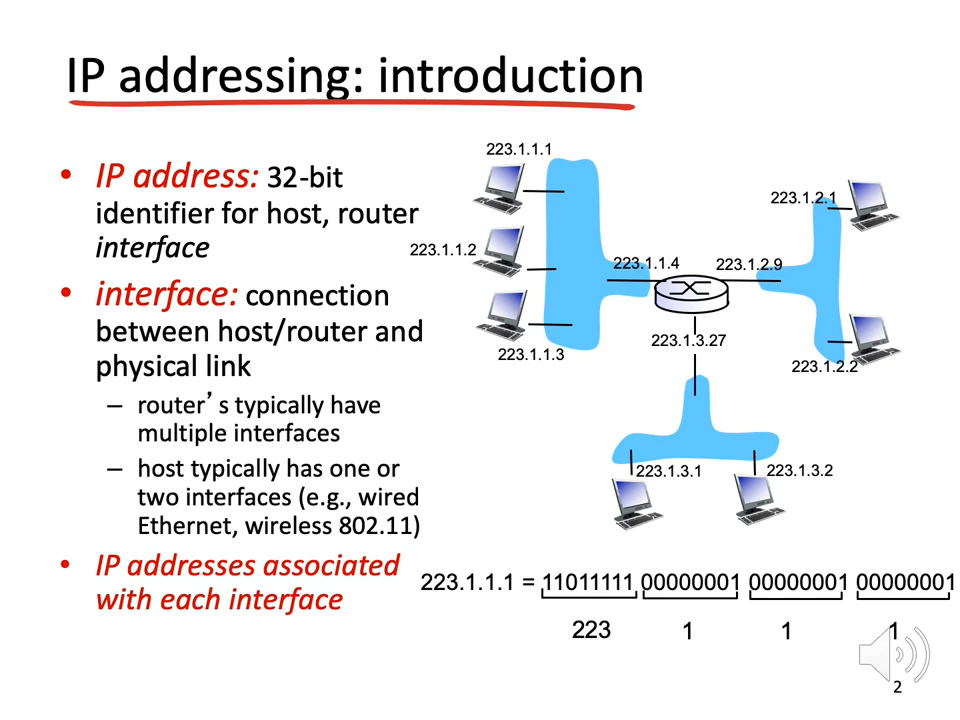 IP addressing: introduction
• IP address: 32-bit
identifier for host, router
interface
• interface: connection
between host/router and
physical link
– router’s typically have
multiple interfaces
– host typically has one or
two interfaces (e.g., wired
Ethernet, wireless 802.11)
• IP addresses associated
with each interface
223.1.1.1
223.1.1.2
223.1.1.3
223.1.1.4
223.1.2.9
223.1.2.1
223.1.2.2
223.1.3.27
223.1.3.1
223.1.3.2
223.1.1.1 = 11011111 00000001 00000001 00000001
223 1 1 1
2